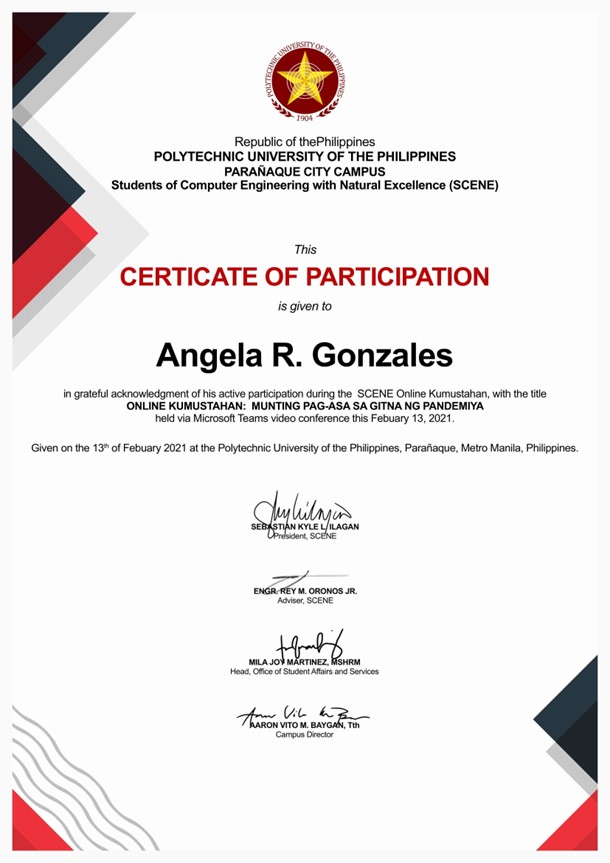 POLYTECHNIC UNIVERSITY OF THE PHILIPPINES
1904
Republic of thePhilippines
POLYTECHNIC UNIVERSITY OF THE PHILIPPINES
PARAÑAQUE CITY CAMPUS
Students of Computer Engineering with Natural Excellence (SCENE)
This
CERTICATE OF PARTICIPATION
is given to
Angela R. Gonzales
in grateful acknowledgment of his active participation during the SCENE Online Kumustahan, with the title
ONLINE KUMUSTAHAN: MUNTING PAG-ASA SA GITNA NG PANDEMIYA
held via Microsoft Teams video conference this Febuary 13, 2021.
Given on the 13th of Febuary 2021 at the Polytechnic University of the Philippines, Parañaque, Metro Manila, Philippines.
SEBASTIAN KYLE L. ILAGAN
President, SCENE
ENGR. REY M. ORONOS JR.
Adviser, SCENE
MILA JOY MARTINEZ, MSHRM
Head, Office of Student Affairs and Services
AARON VITO M. BAYGAN, Tth
Campus Director